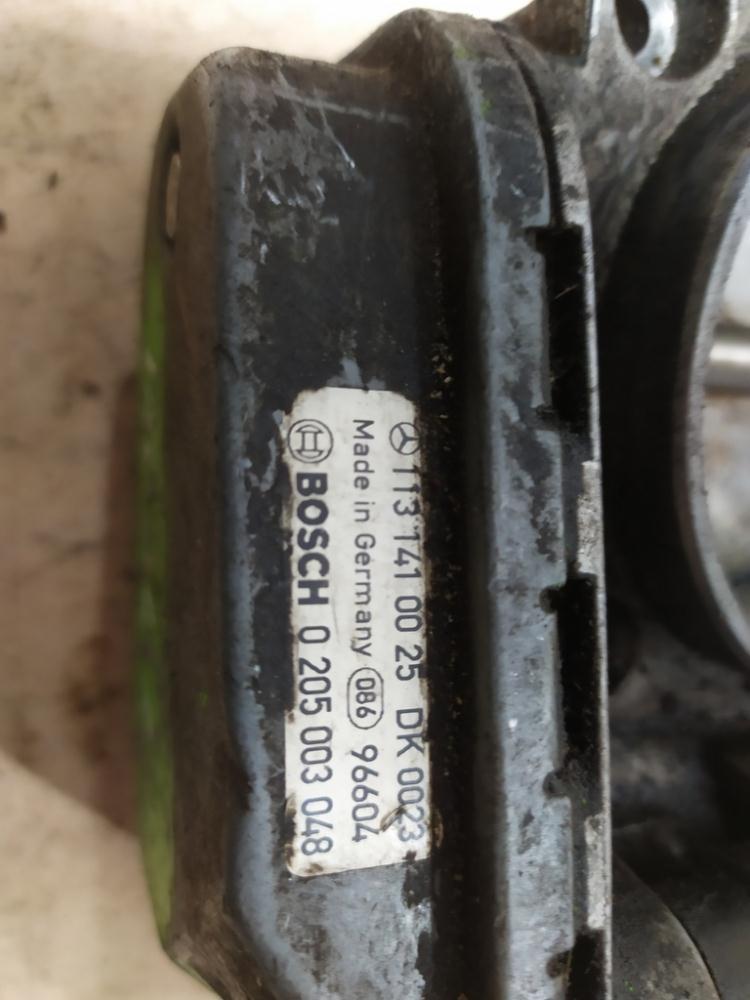 113 141 00 25 DK 0023
Made in Germany 086 96604
BOSCH 0 205 003 048